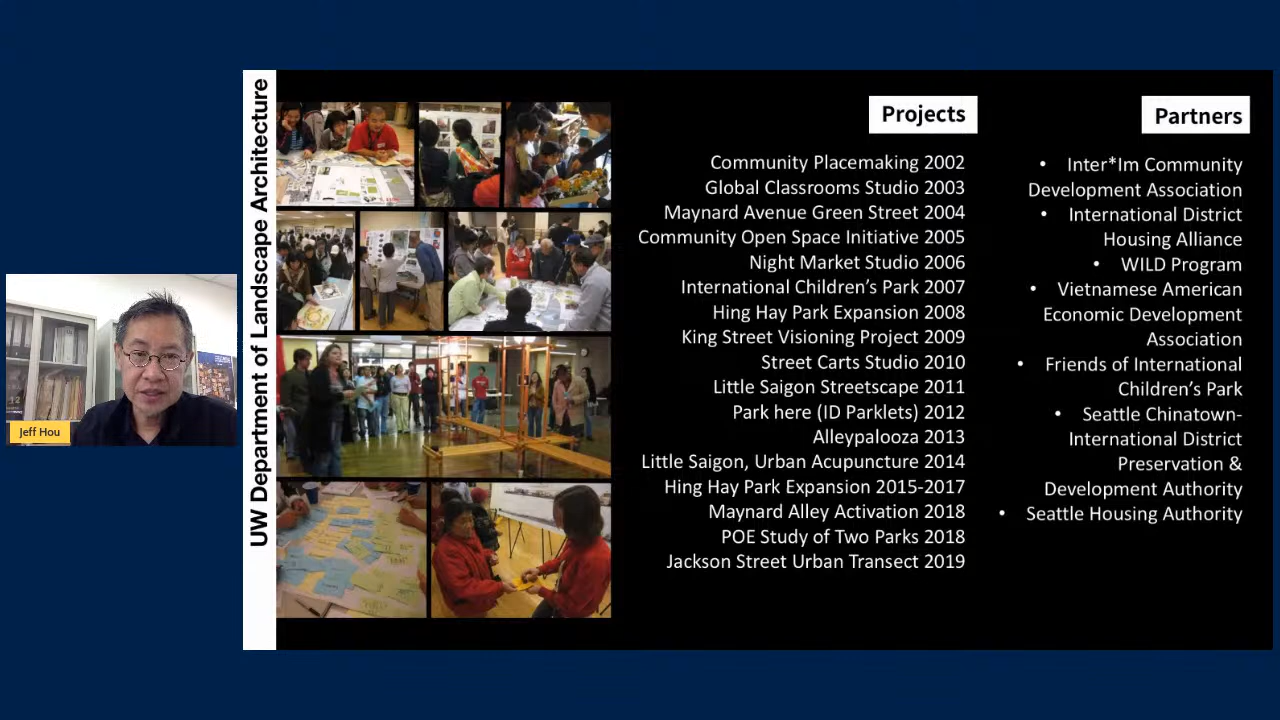 UW Department of Landscape Architecture
Jeff Hou
Projects
Community Placemaking 2002
Global Classrooms Studio 2003
Maynard Avenue Green Street 2004
Community Open Space Initiative 2005
Night Market Studio 2006
International Children's Park 2007
Hing Hay Park Expansion 2008
King Street Visioning Project 2009
Street Carts Studio 2010
Little Saigon Streetscape 2011
Park here (ID Parklets) 2012
Alleypalooza 2013
Little Saigon, Urban Acupuncture 2014
Hing Hay Park Expansion 2015-2017
Maynard Alley Activation 2018
POE Study of Two Parks 2018
Jackson Street Urban Transect 2019
Partners
• Inter*Im Community
Development Association
• International District
Housing Alliance
• WILD Program
• Vietnamese American
Economic Development
Association
• Friends of International
Children's Park
• Seattle Chinatown-
International District
Preservation &
Development Authority
• Seattle Housing Authority